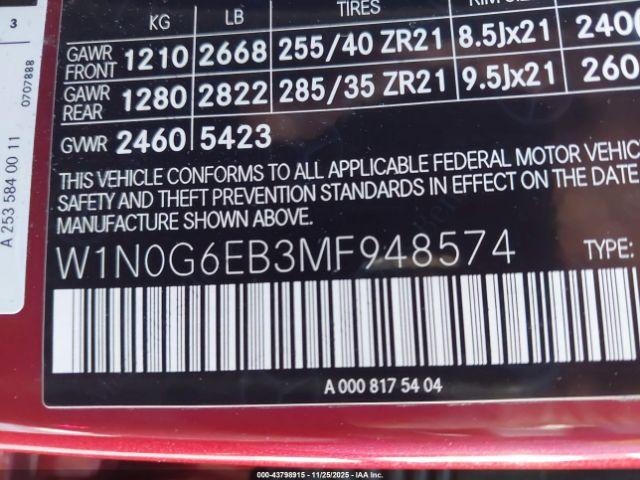 KG LB TIRES
GAWR FRONT 1210 2668 255/40 ZR21 8.5Jx21
GAWR REAR 1280 2822 285/35 ZR21 9.5Jx21
GVWR 2460 5423
THIS VEHICLE CONFORMS TO ALL APPLICABLE FEDERAL MOTOR
SAFETY AND THEFT PREVENTION STANDARDS IN EFFECT ON THE DATE
W1N0G6EB3MF948574 TYPE:
A 000 817 54 04
3
0707888
A 253 584 00 11
000-43798915 - 11/25/2025 - IAA Inc.